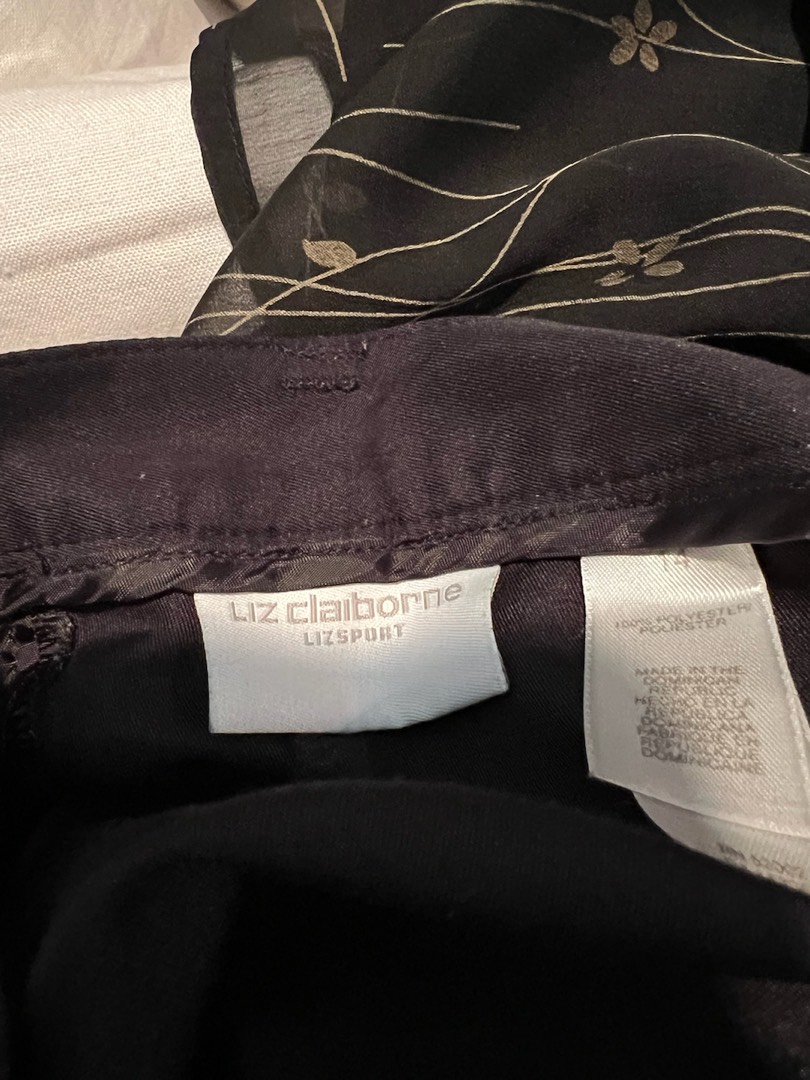 LIZ claiborne
LIZSPORT
14
100% POLYESTER/
POLIESTER
MADE IN THE
DOMINICAN
REPUBLIC
HECHO EN LA
REPUBLICA
DOMINICANA
FABRIQUE EN
REPUBLIQUE
DOMINICAINE